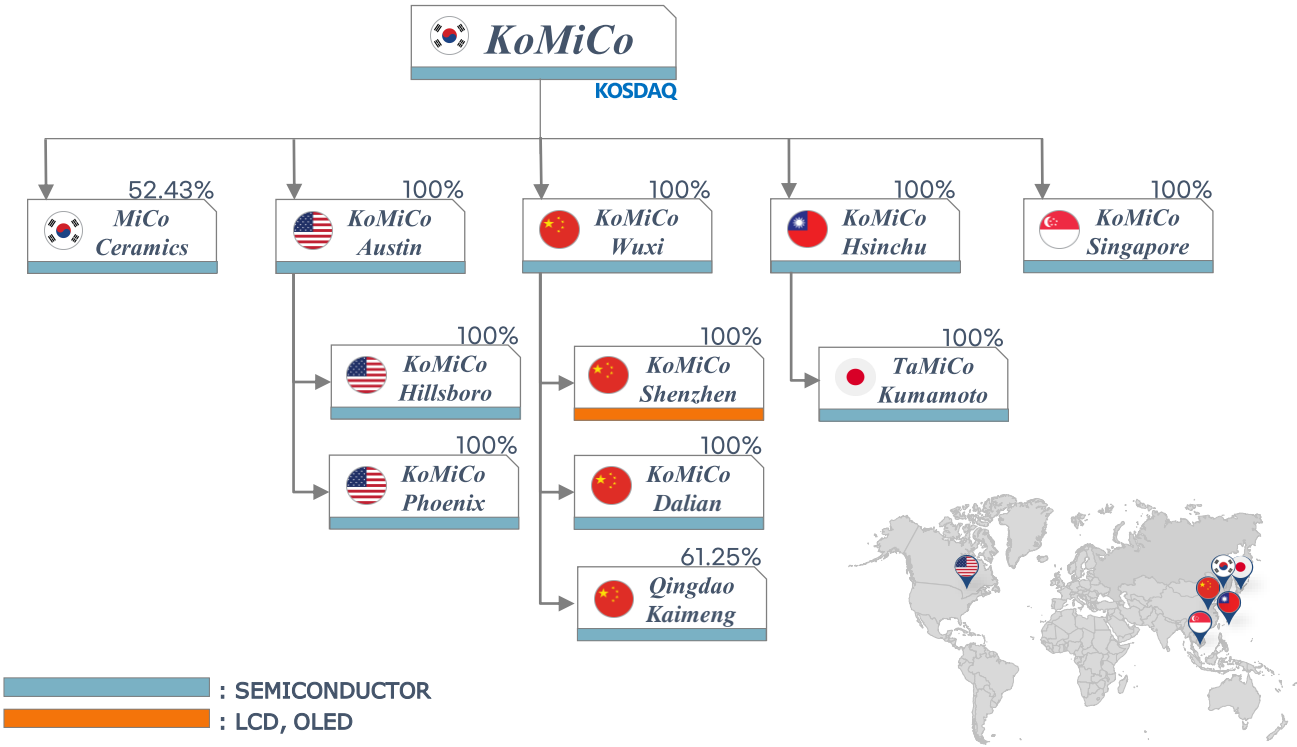 KoMiCo
KOSDAQ
52.43%
MiCo
Ceramics
100%
KoMiCo
Austin
100%
KoMiCo
Wuxi
100%
KoMiCo
Hsinchu
100%
KoMiCo
Singapore
100%
KoMiCo
Hillsboro
100%
KoMiCo
Shenzhen
100%
TaMiCo
Kumamoto
100%
KoMiCo
Phoenix
100%
KoMiCo
Dalian
61.25%
Qingdao
Kaimeng
: SEMICONDUCTOR
: LCD, OLED